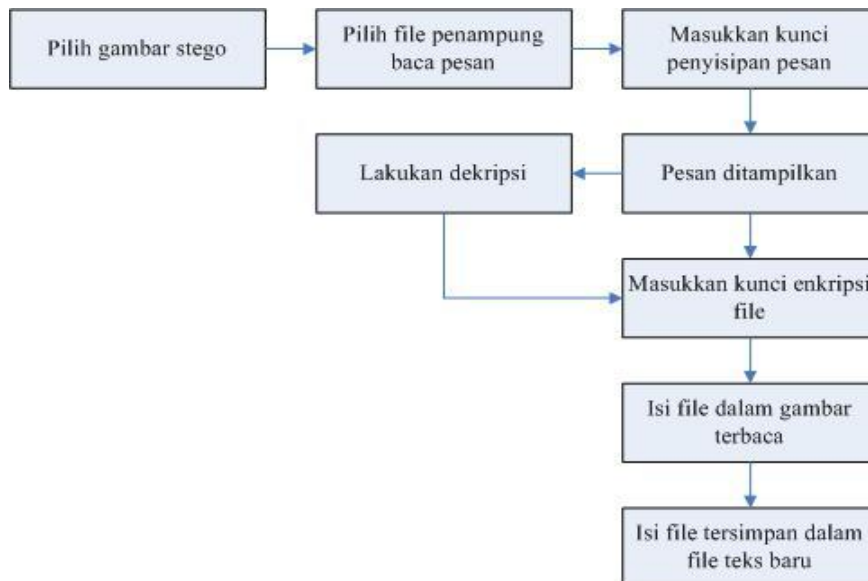 Pilih gambar stego
Pilih file penampung
baca pesan
Masukkan kunci
penyisipan pesan
Lakukan dekripsi
Pesan ditampilkan
Masukkan kunci enkripsi
file
Isi file dalam gambar
terbaca
Isi file tersimpan dalam
file teks baru